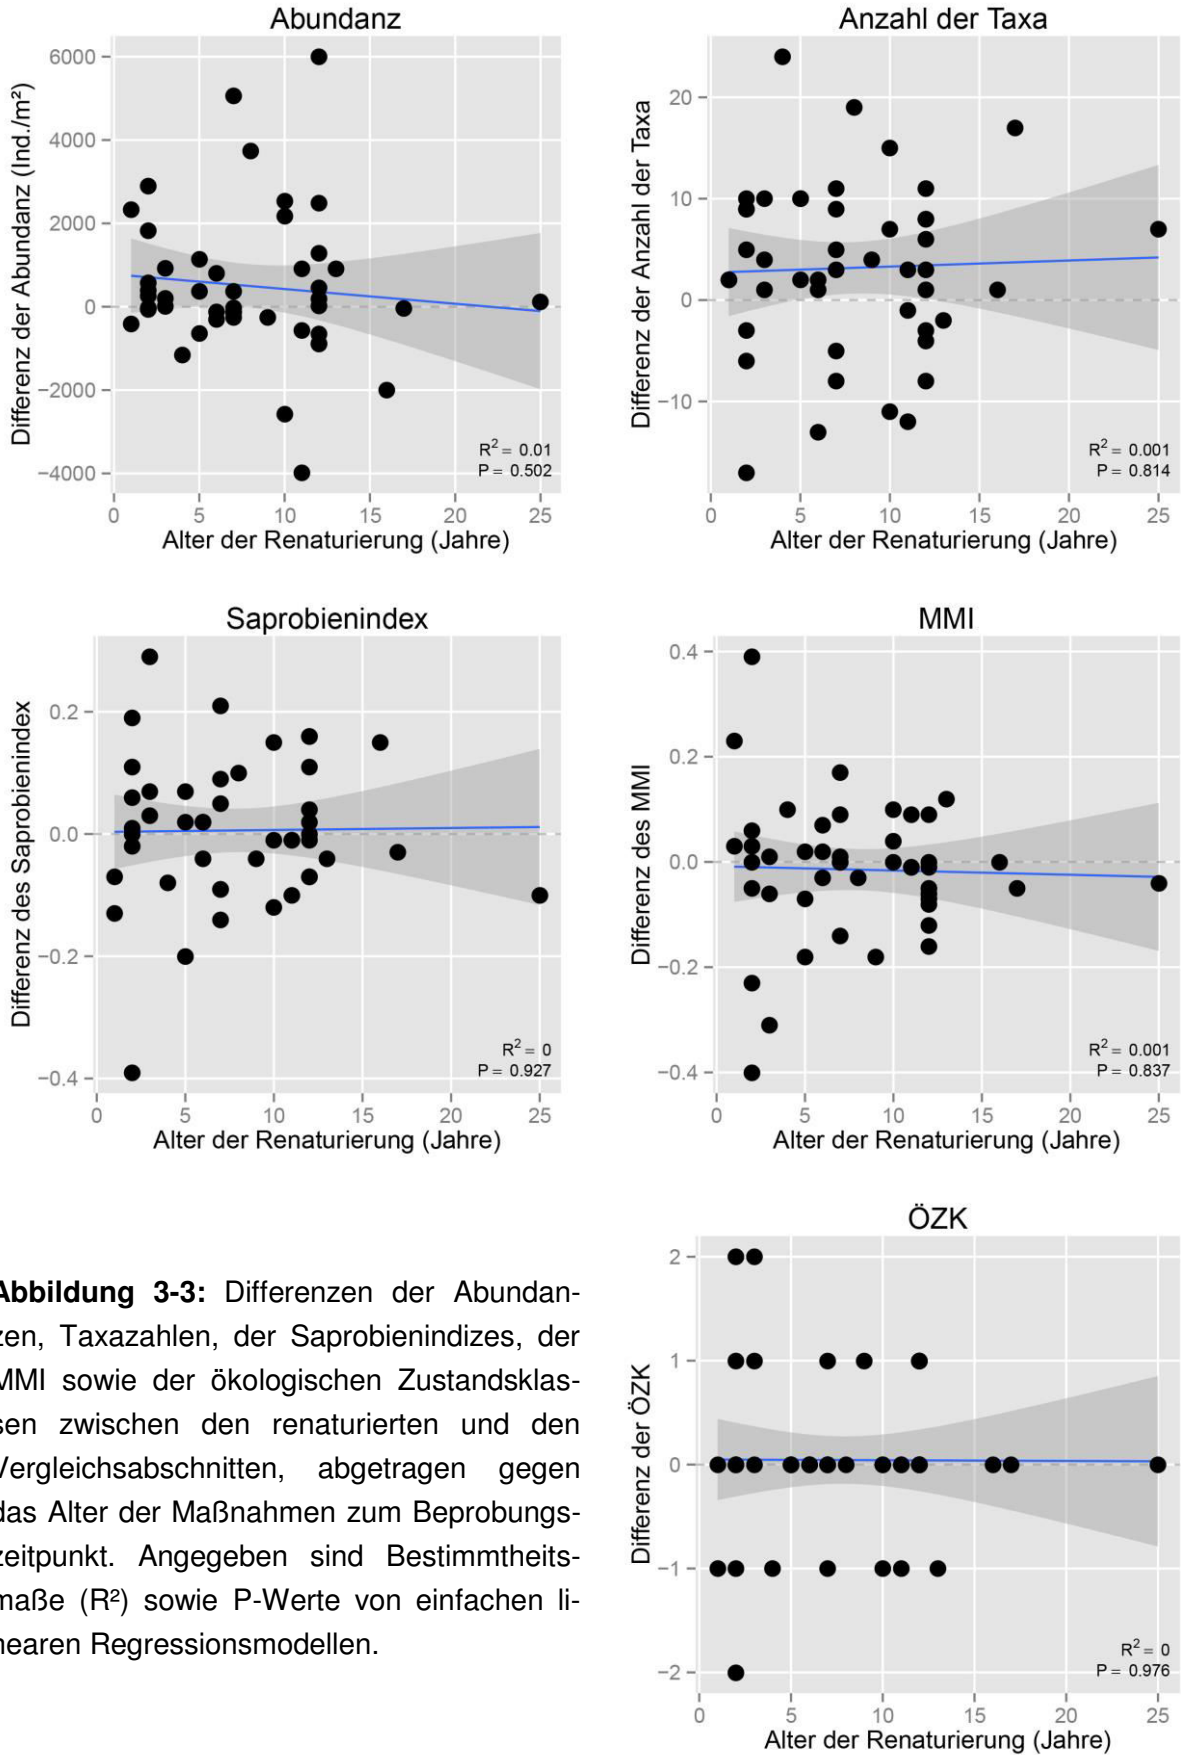 Abundanz
Differenz der Abundanz (Ind./m²)
6000
4000
2000
0
−2000
−4000
R² = 0.01
P = 0.502
0 5 10 15 20 25
Alter der Renaturierung (Jahre)
Anzahl der Taxa
Differenz der Anzahl der Taxa
20
10
0
−10
R² = 0.001
P = 0.814
0 5 10 15 20 25
Alter der Renaturierung (Jahre)
Saprobienindex
Differenz des Saprobienindex
0.2
0.0
−0.2
−0.4
R² = 0
P = 0.927
0 5 10 15 20 25
Alter der Renaturierung (Jahre)
MMI
Differenz des MMI
0.4
0.2
0.0
−0.2
−0.4
R² = 0.001
P = 0.837
0 5 10 15 20 25
Alter der Renaturierung (Jahre)
Abbildung 3-3: Differenzen der Abundan-
zen, Taxazahlen, der Saprobienindizes, der
MMI sowie der ökologischen Zustandsklas-
sen zwischen den renaturierten und den
Vergleichsabschnitten, abgetragen gegen
das Alter der Maßnahmen zum Beprobungs-
zeitpunkt. Angegeben sind Bestimmtheits-
maße (R²) sowie P-Werte von einfachen li-
nearen Regressionsmodellen.
ÖZK
Differenz der ÖZK
2
1
0
−1
−2
R² = 0
P = 0.976
0 5 10 15 20 25
Alter der Renaturierung (Jahre)